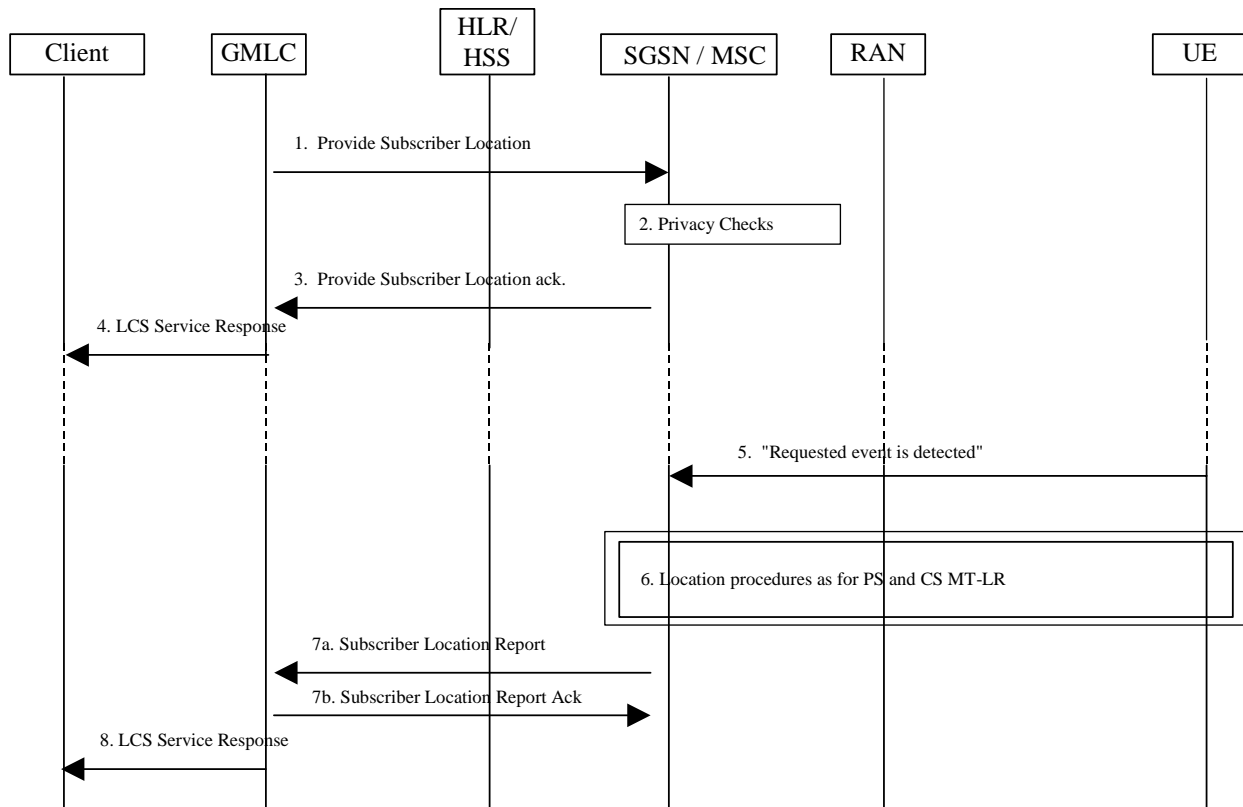 Client
GMLC
HLR/
HSS
SGSN / MSC
RAN
UE
1. Provide Subscriber Location
2. Privacy Checks
3. Provide Subscriber Location ack.
4. LCS Service Response
5. "Requested event is detected"
6. Location procedures as for PS and CS MT-LR
7a. Subscriber Location Report
7b. Subscriber Location Report Ack
8. LCS Service Response